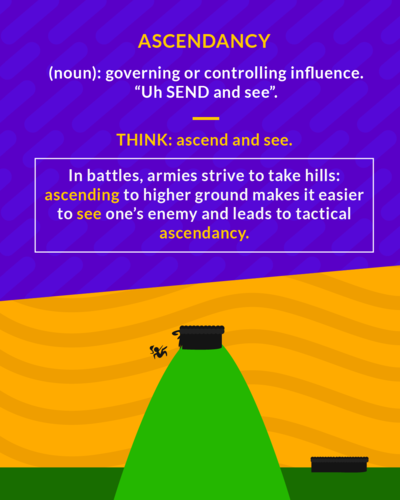 ASCENDANCY
(noun): governing or controlling influence.
“Uh SEND and see”.
THINK: ascend and see.
In battles, armies strive to take hills:
ascending to higher ground makes it easier
to see one’s enemy and leads to tactical
ascendancy.